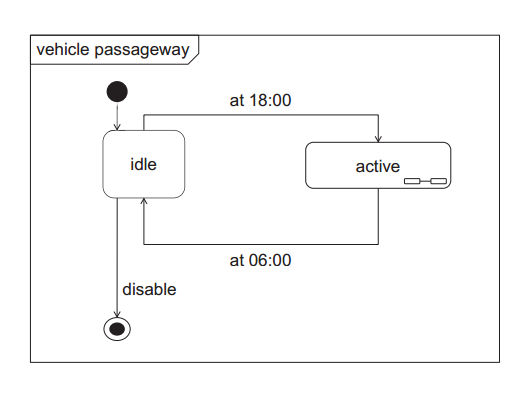 vehicle passageway
at 18:00
idle
active
at 06:00
disable